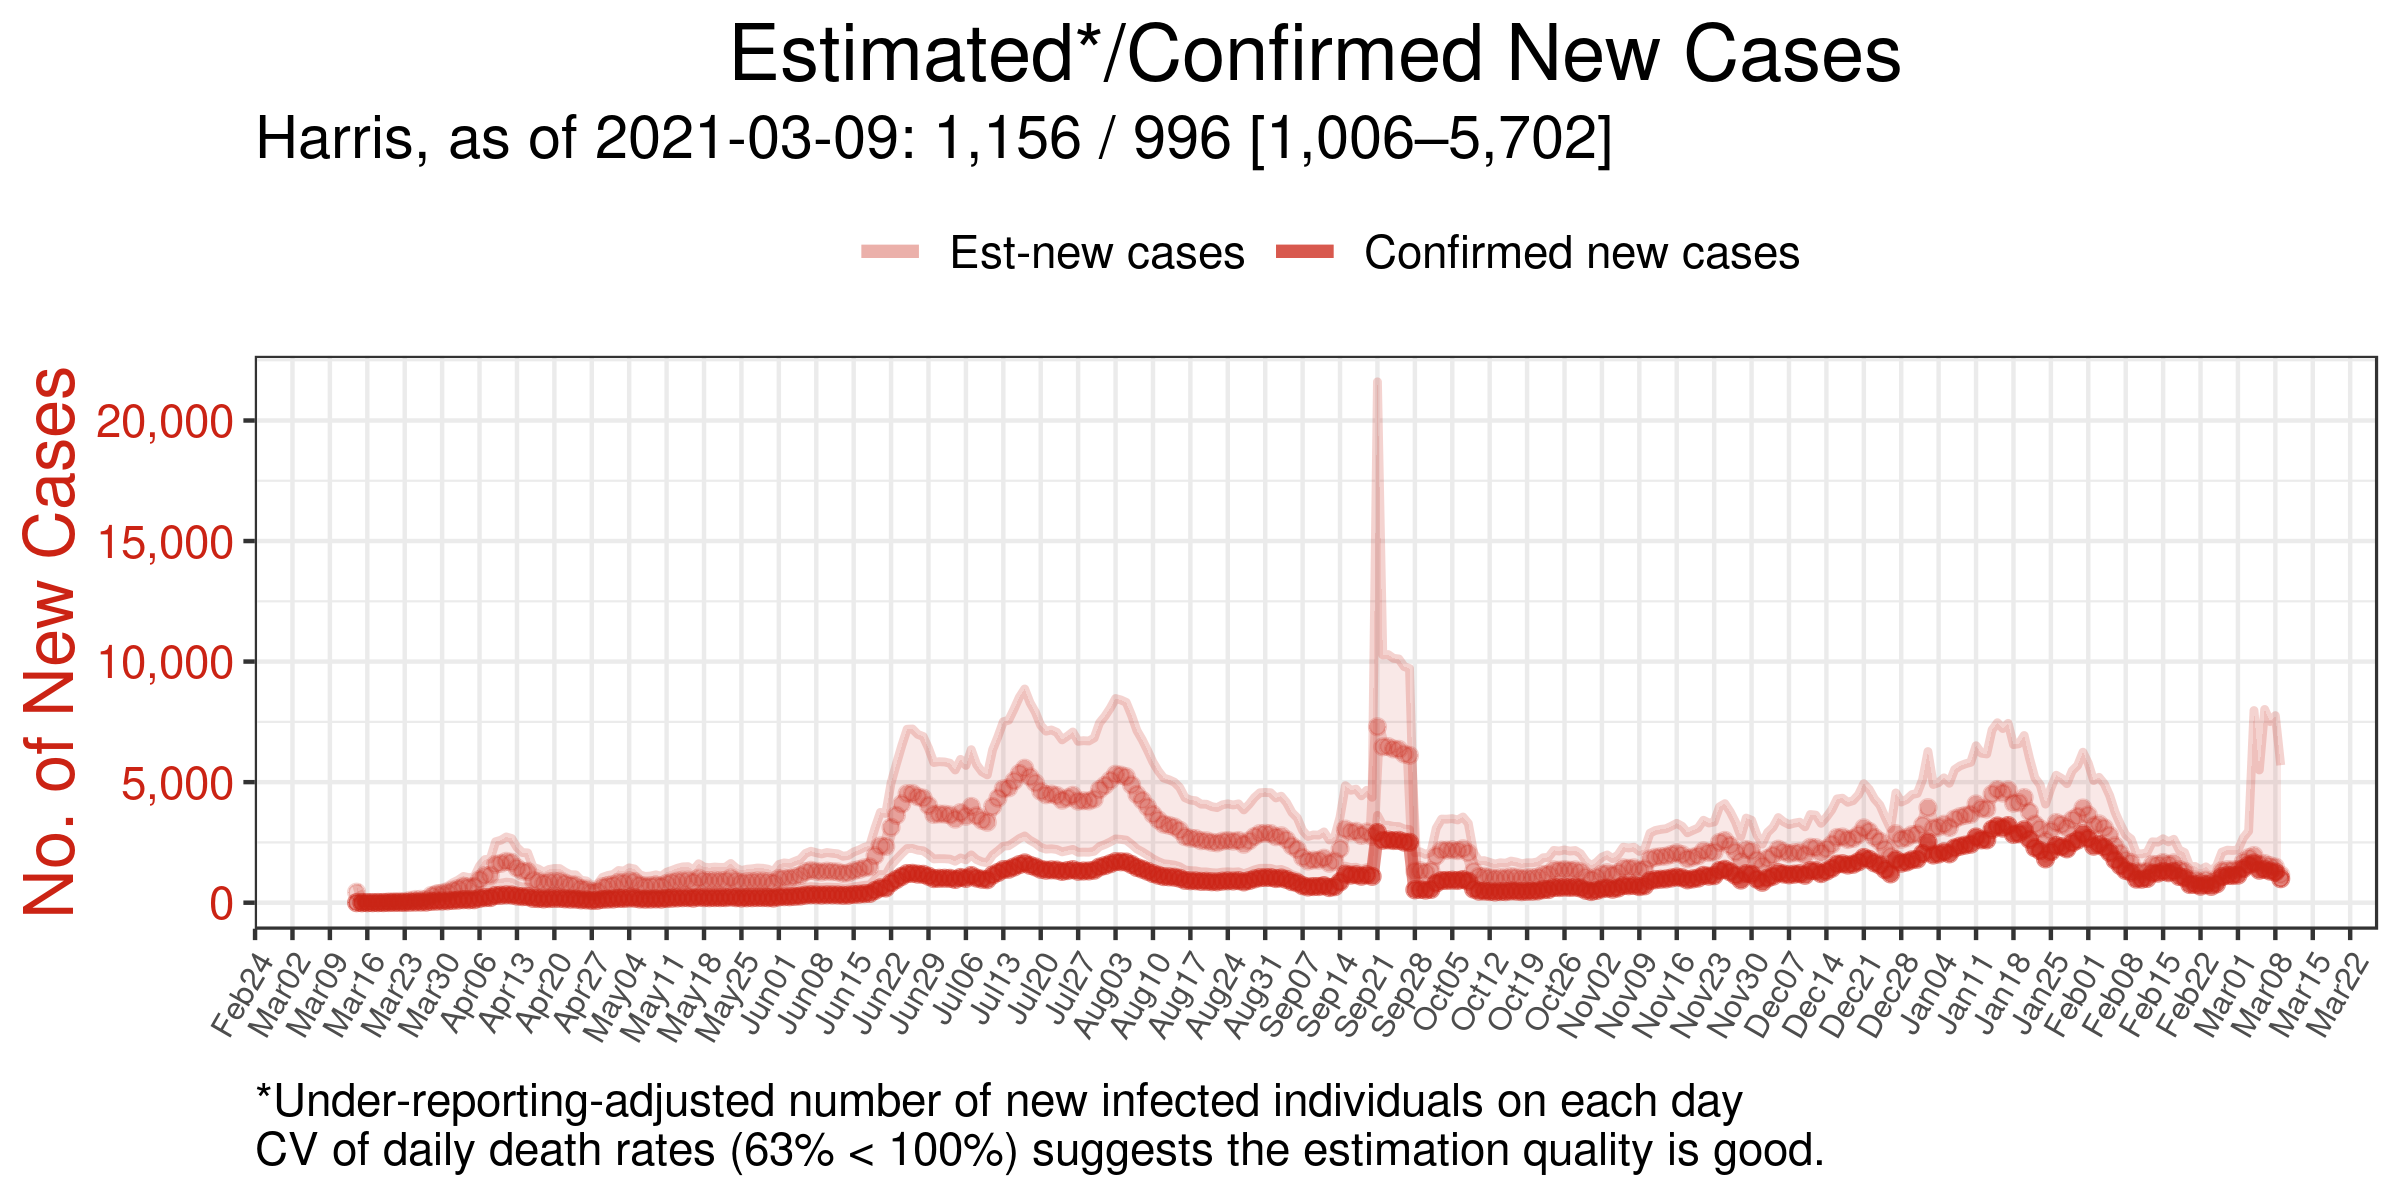 Estimated*/Confirmed New Cases
Harris, as of 2021-03-09: 1,156 / 996 [1,006–5,702]
Est-new cases
Confirmed new cases
No. of New Cases
20,000
15,000
10,000
5,000
0
Feb24
Mar02
Mar09
Mar16
Mar23
Mar30
Apr06
Apr13
Apr20
Apr27
May04
May11
May18
May25
Jun01
Jun08
Jun15
Jun22
Jun29
Jul06
Jul13
Jul20
Jul27
Aug03
Aug10
Aug17
Aug24
Aug31
Sep07
Sep14
Sep21
Sep28
Oct05
Oct12
Oct19
Oct26
Nov02
Nov09
Nov16
Nov23
Nov30
Dec07
Dec14
Dec21
Dec28
Jan04
Jan11
Jan18
Jan25
Feb01
Feb08
Feb15
Feb22
Mar01
Mar08
Mar15
Mar22
*Under-reporting-adjusted number of new infected individuals on each day
CV of daily death rates (63% < 100%) suggests the estimation quality is good.